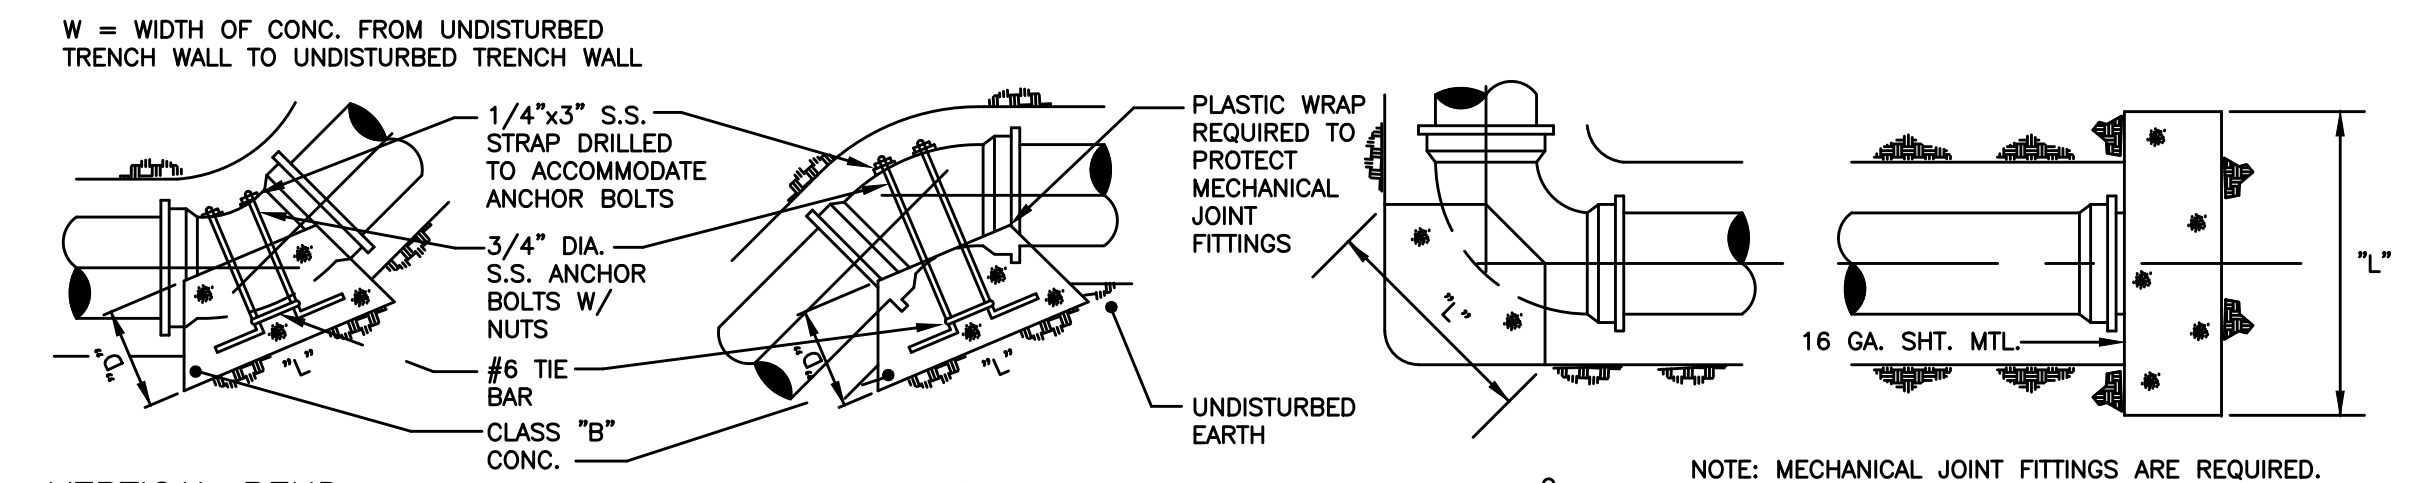 W = WIDTH OF CONC. FROM UNDISTURBED
TRENCH WALL TO UNDISTURBED TRENCH WALL
1/4"x3" S.S.
STRAP DRILLED
TO ACCOMMODATE
ANCHOR BOLTS
3/4" DIA.
S.S. ANCHOR
BOLTS W/
NUTS
#6 TIE
BAR
CLASS "B"
CONC.
"D"
"L"
"D"
"L"
PLASTIC WRAP
REQUIRED TO
PROTECT
MECHANICAL
JOINT
FITTINGS
UNDISTURBED
EARTH
"L"
16 GA. SHT. MTL.
"L"
NOTE: MECHANICAL JOINT FITTINGS ARE REQUIRED.